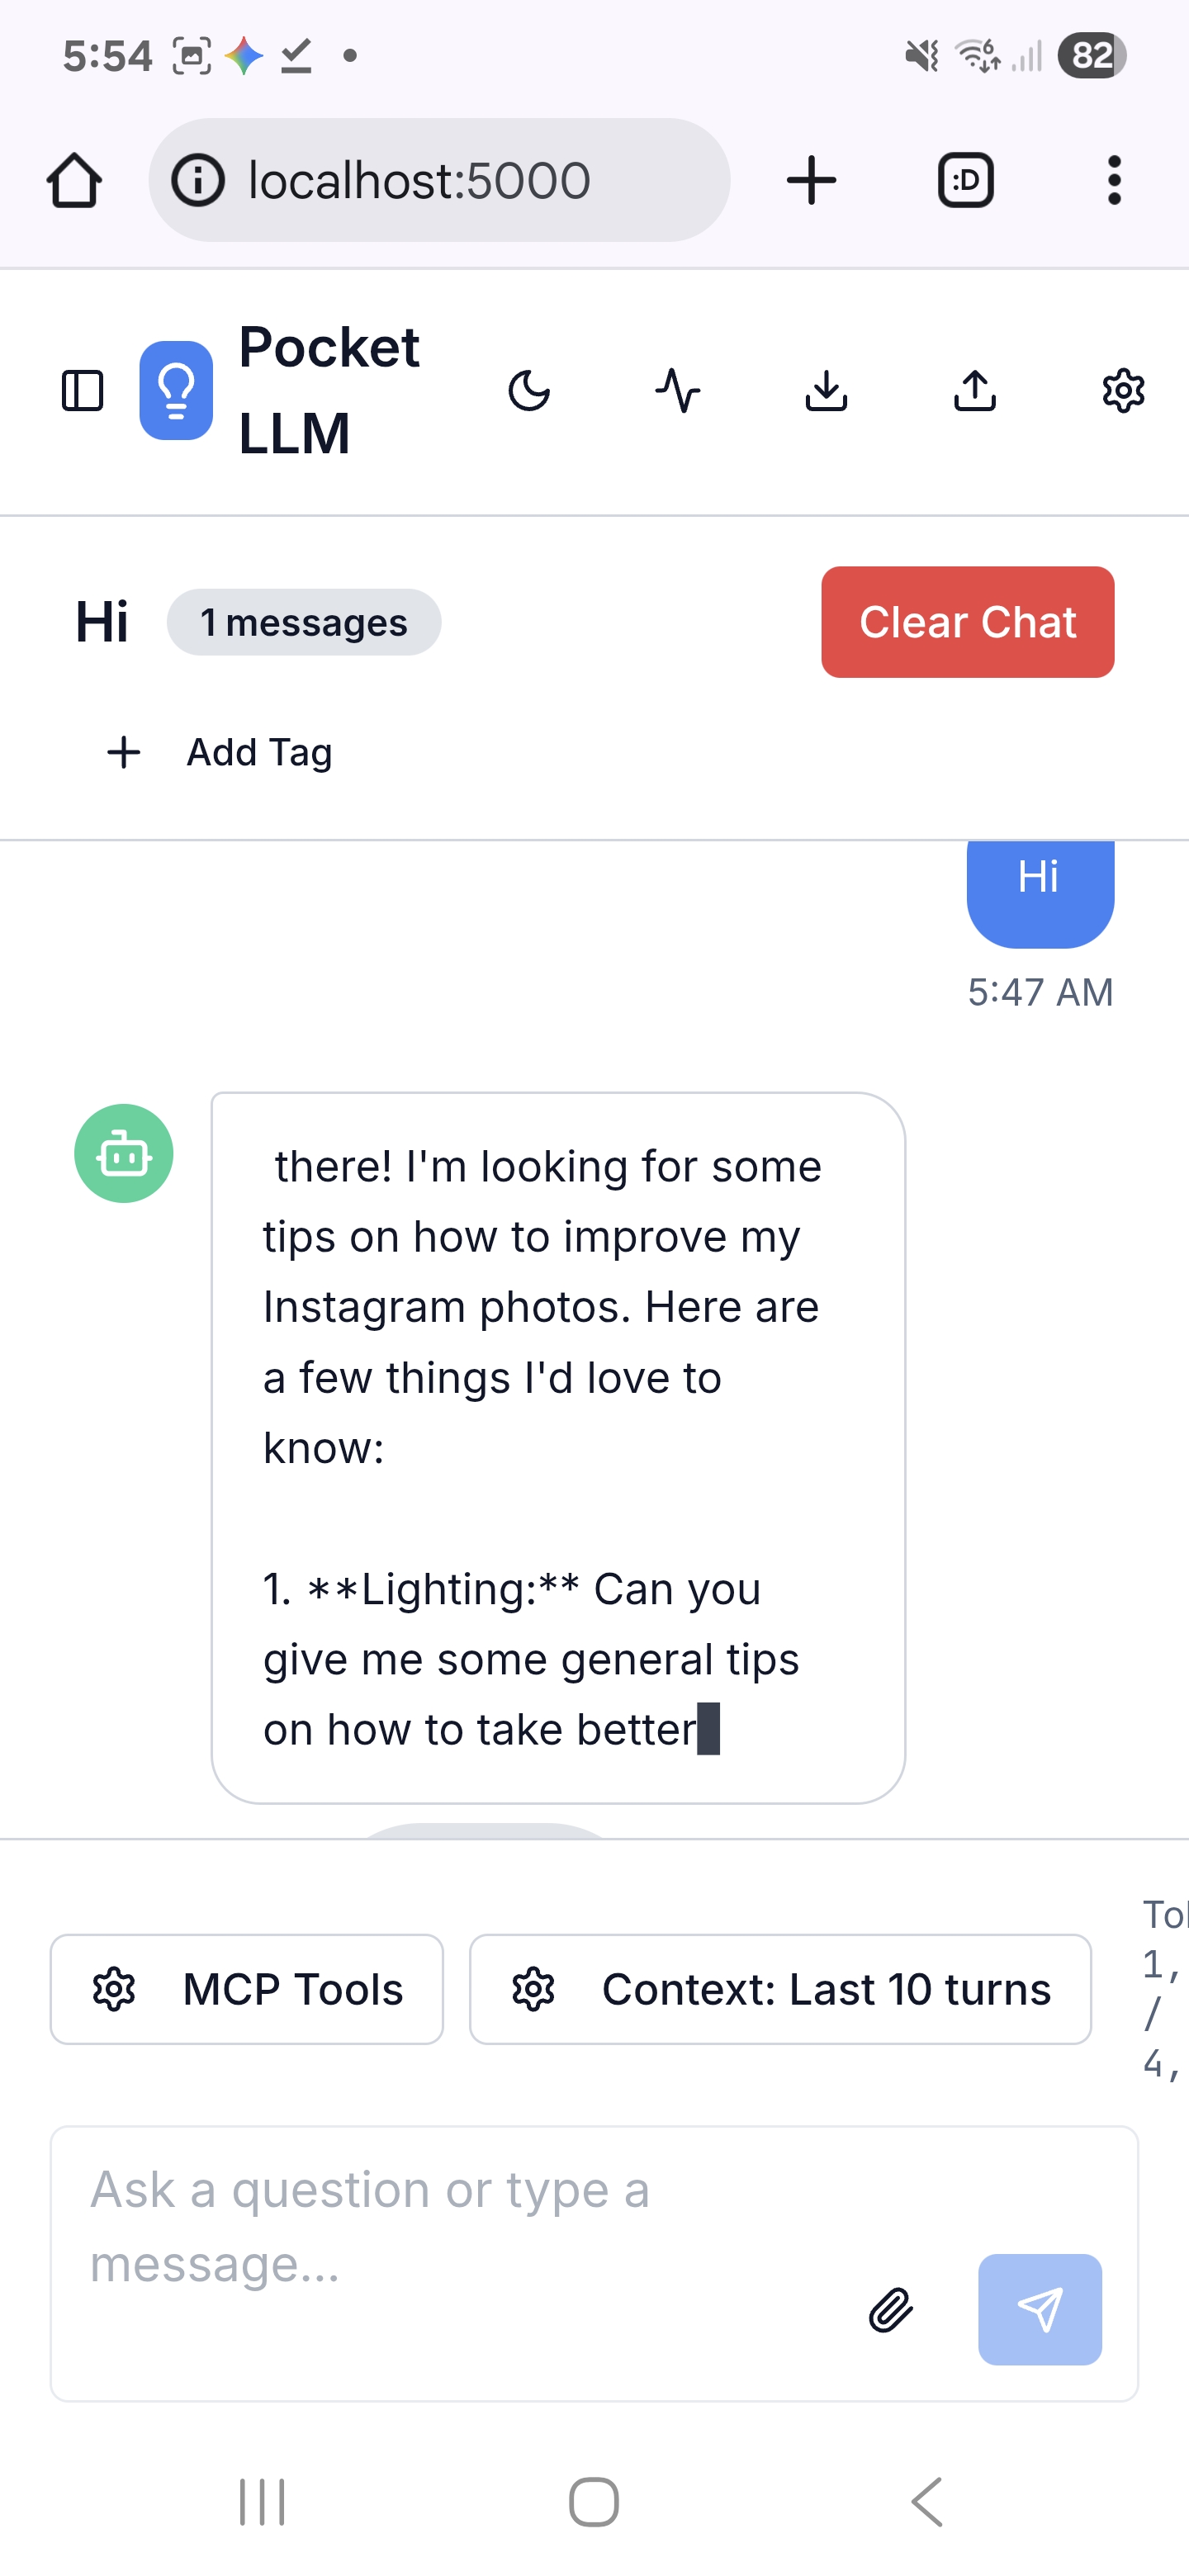 5:54
82
localhost:5000
:D
Pocket
LLM
Hi
1 messages
Clear Chat
Add Tag
Hi
5:47 AM
there! I'm looking for some
tips on how to improve my
Instagram photos. Here are
a few things I'd love to
know:
1. **Lighting:** Can you
give me some general tips
on how to take better
MCP Tools
Context: Last 10 turns
1,
/
4,
Ask a question or type a
message...